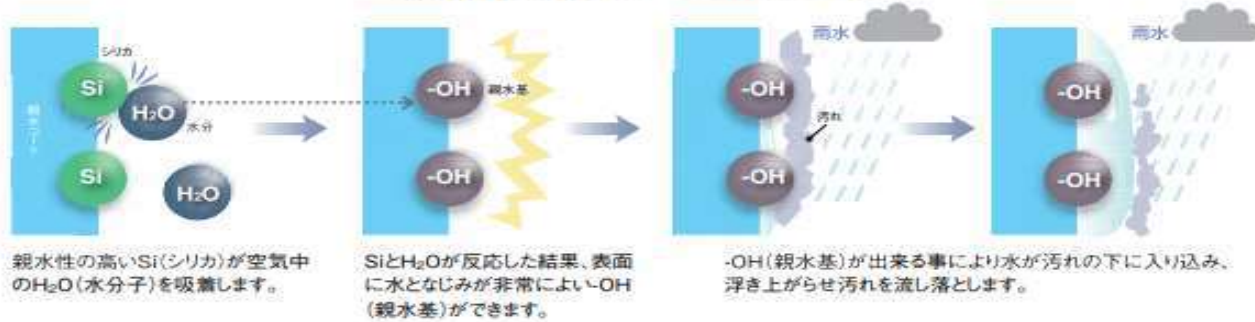 シリカ
Si
H₂O
水分
Si
H₂O
親水性の高いSi(シリカ)が空気中
のH₂O(水分子)を吸着します。
-OH
親水基
-OH
SiとH₂Oが反応した結果、表面
に水となじみが非常によい-OH
(親水基)ができます。
雨水
-OH
汚れ
-OH
雨水
-OH
-OH
-OH(親水基)が出来る事により水が汚れの下に入り込み、
浮き上がらせ汚れを流し落とします。